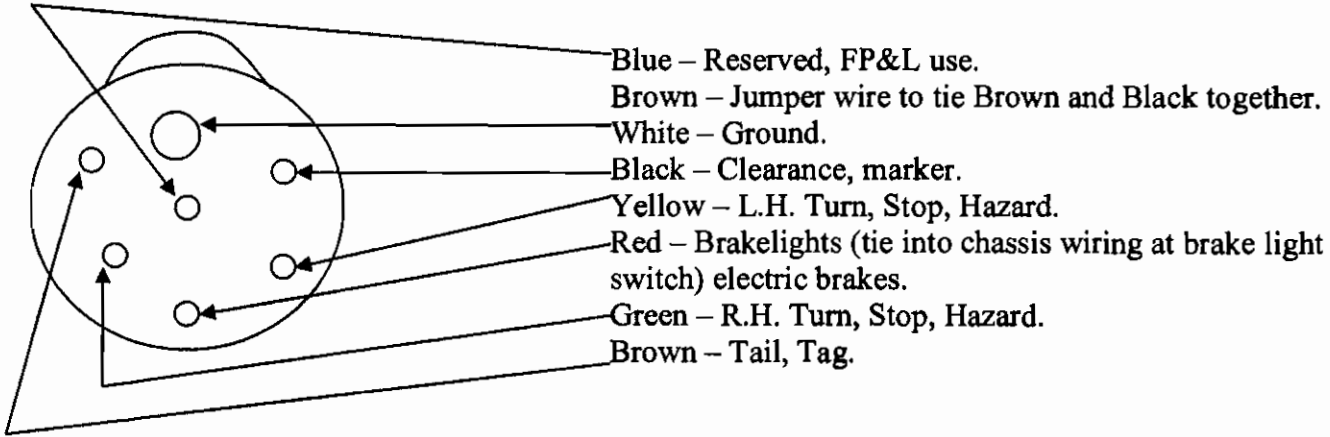 Blue – Reserved, FP&L use.
Brown – Jumper wire to tie Brown and Black together.
White – Ground.
Black – Clearance, marker.
Yellow – L.H. Turn, Stop, Hazard.
Red – Brakelights (tie into chassis wiring at brake light
switch) electric brakes.
Green – R.H. Turn, Stop, Hazard.
Brown – Tail, Tag.